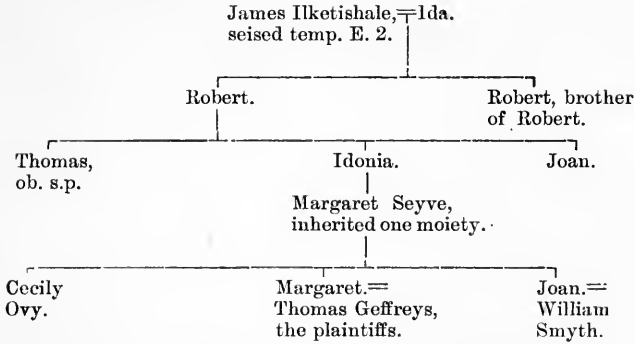 James Ilketishale,=Ida.
seised temp. E. 2.
Robert.
Robert, brother
of Robert.
Thomas,
ob. s.p.
Idonia.
Joan.
Margaret Seyve,
inherited one moiety.
Cecily
Ovy.
Margaret.=
Thomas Geffreys,
the plaintiffs.
Joan.=
William
Smyth.